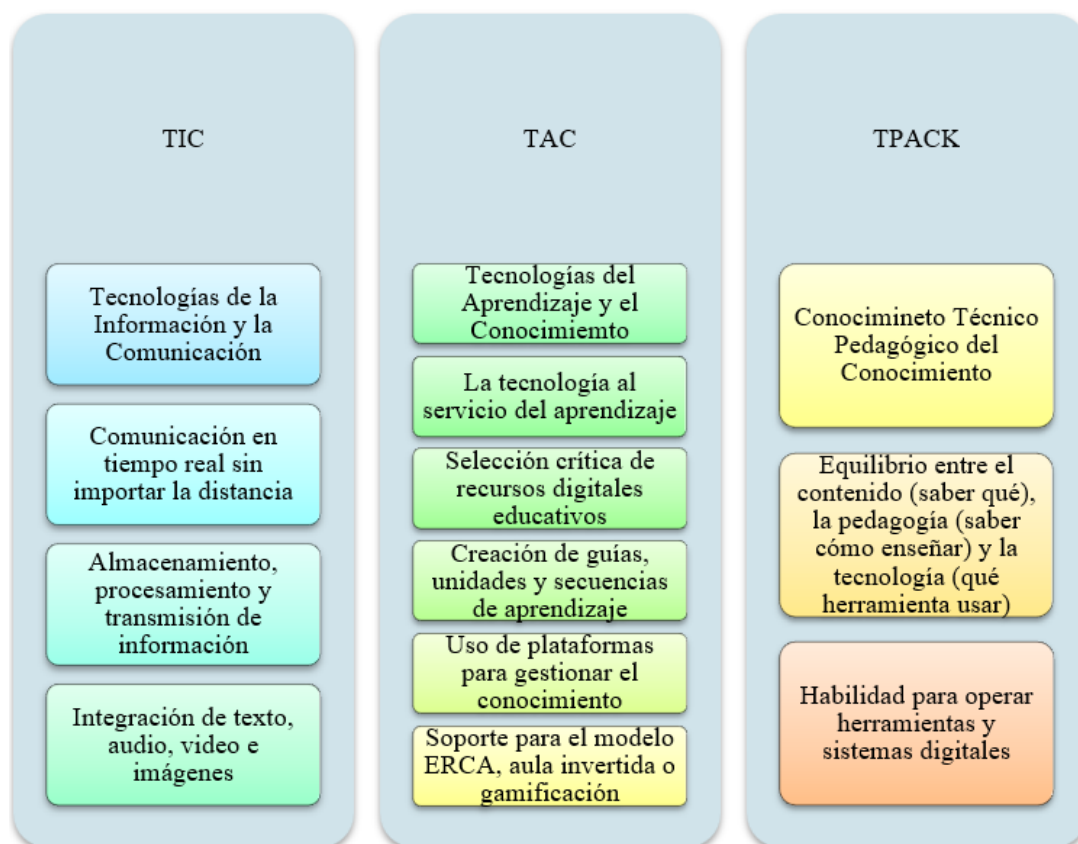 TIC
Tecnologías de la
Información y la
Comunicación
Comunicación en
tiempo real sin
importar la distancia
Almacenamiento,
procesamiento y
transmisión de
información
Integración de texto,
audio, video e
imágenes
TAC
Tecnologías del
Aprendizaje y el
Conocimiemto
La tecnología al
servicio del aprendizaje
Selección crítica de
recursos digitales
educativos
Creación de guías,
unidades y secuencias
de aprendizaje
Uso de plataformas
para gestionar el
conocimiento
Soporte para el modelo
ERCA, aula invertida o
gamificación
TPACK
Conocimineto Técnico
Pedagógico del
Conocimiento
Equilibrio entre el
contenido (saber qué),
la pedagogía (saber
cómo enseñar) y la
tecnología (qué
herramienta usar)
Habilidad para operar
herramientas y
sistemas digitales